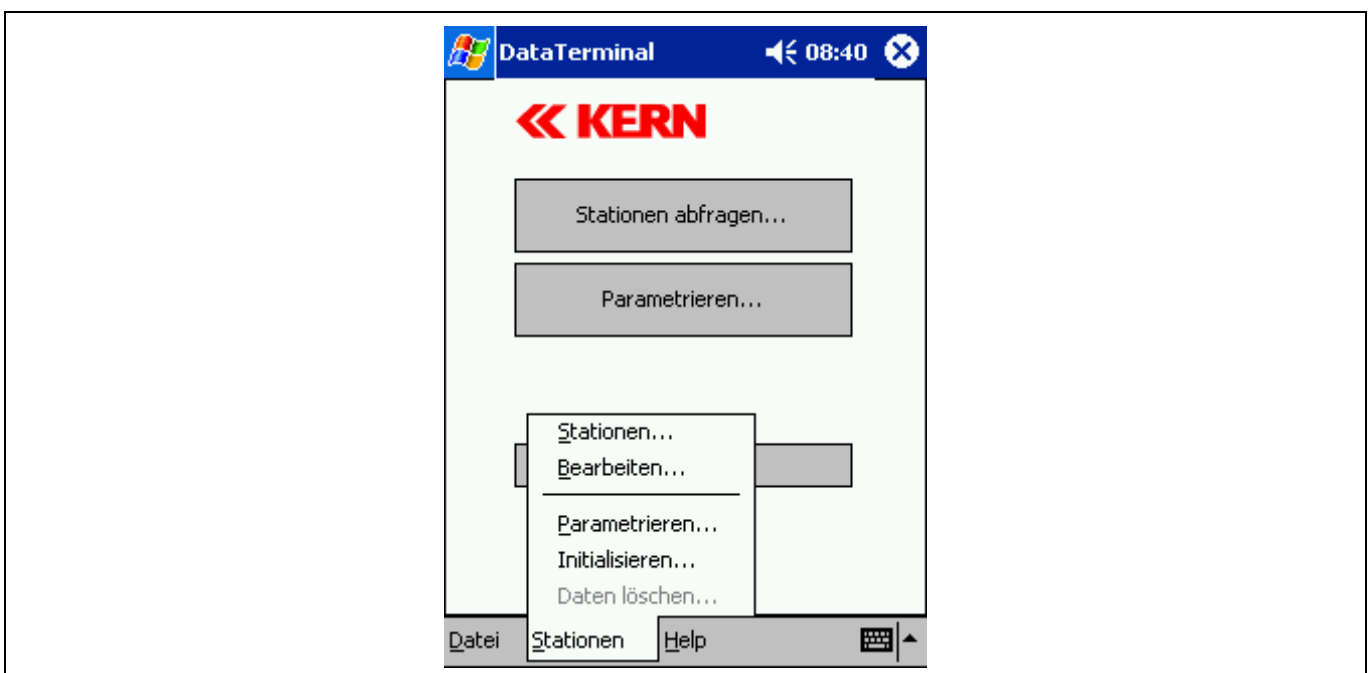 DataTerminal 08:40
KERN
Stationen abfragen...
Parametrieren...
Stationen...
Bearbeiten...
Parametrieren...
Initialisieren...
Daten löschen...
Datei Stationen Help